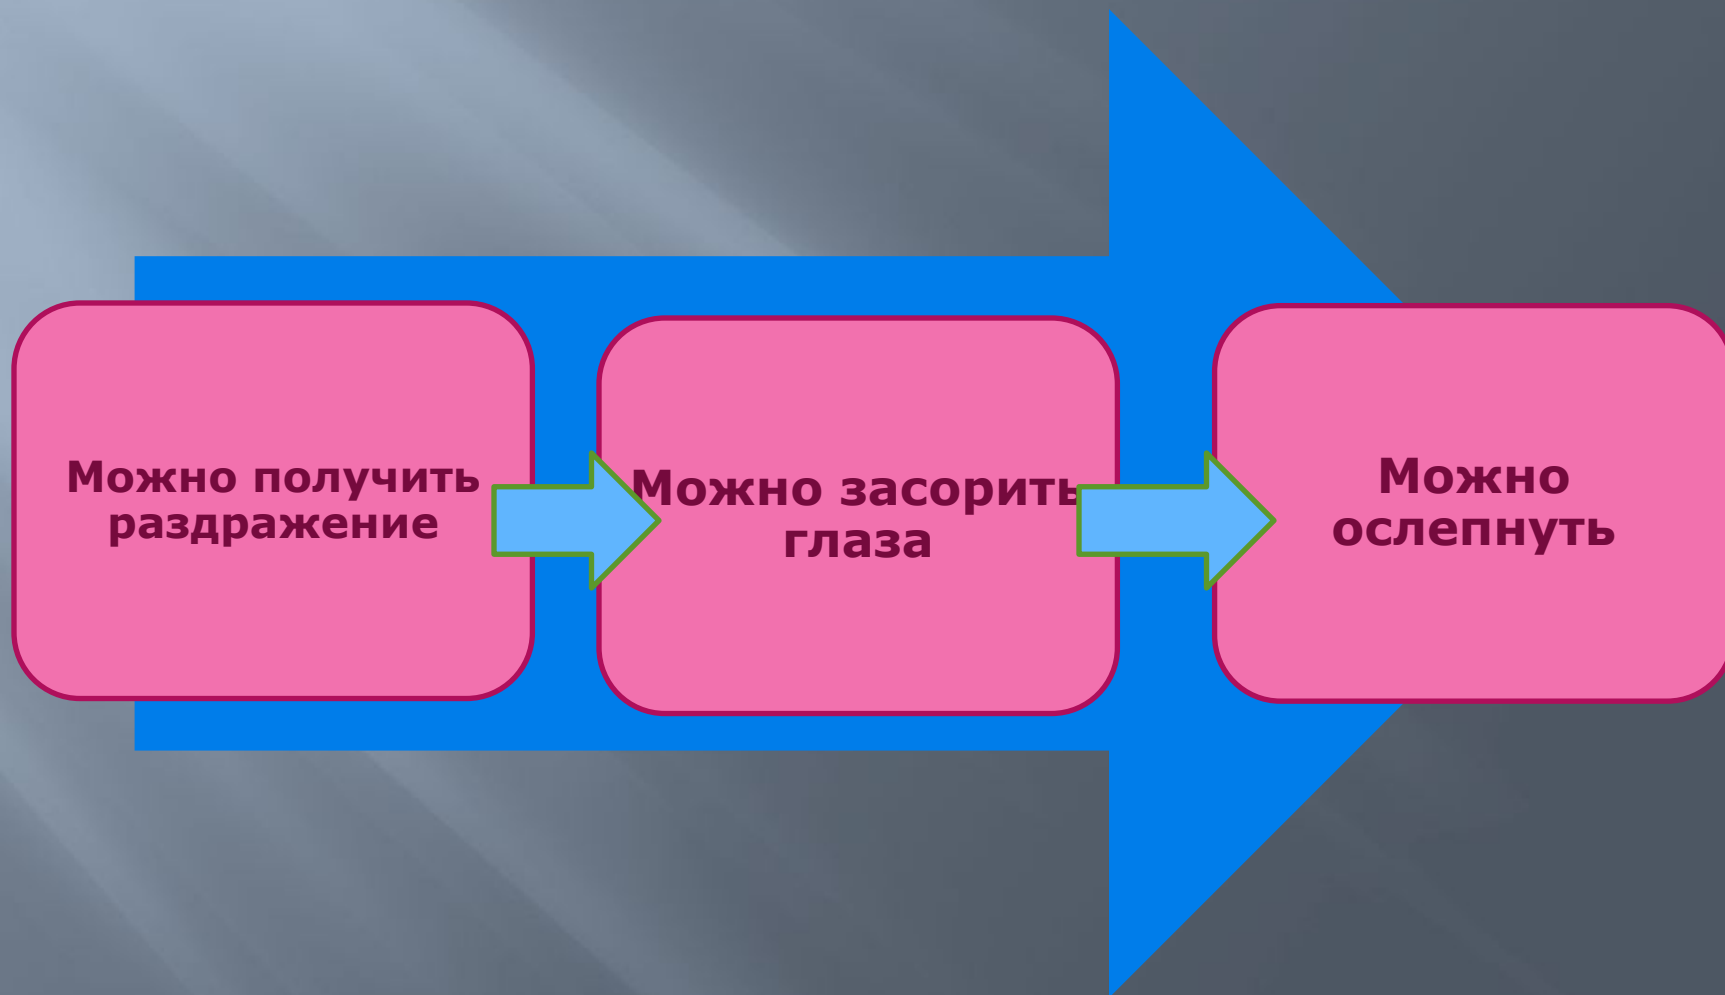 Можно получить
раздражение
Можно засорить
глаза
Можно
ослепнуть